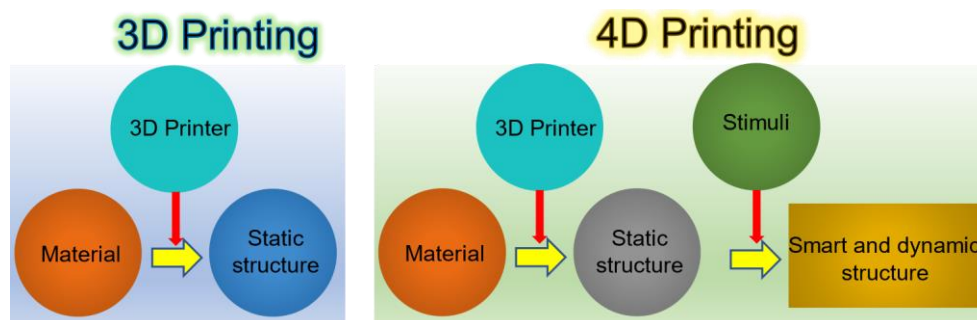 3D Printing
3D Printer
Material
Static
structure
4D Printing
3D Printer
Stimuli
Material
Static
structure
Smart and dynamic
structure